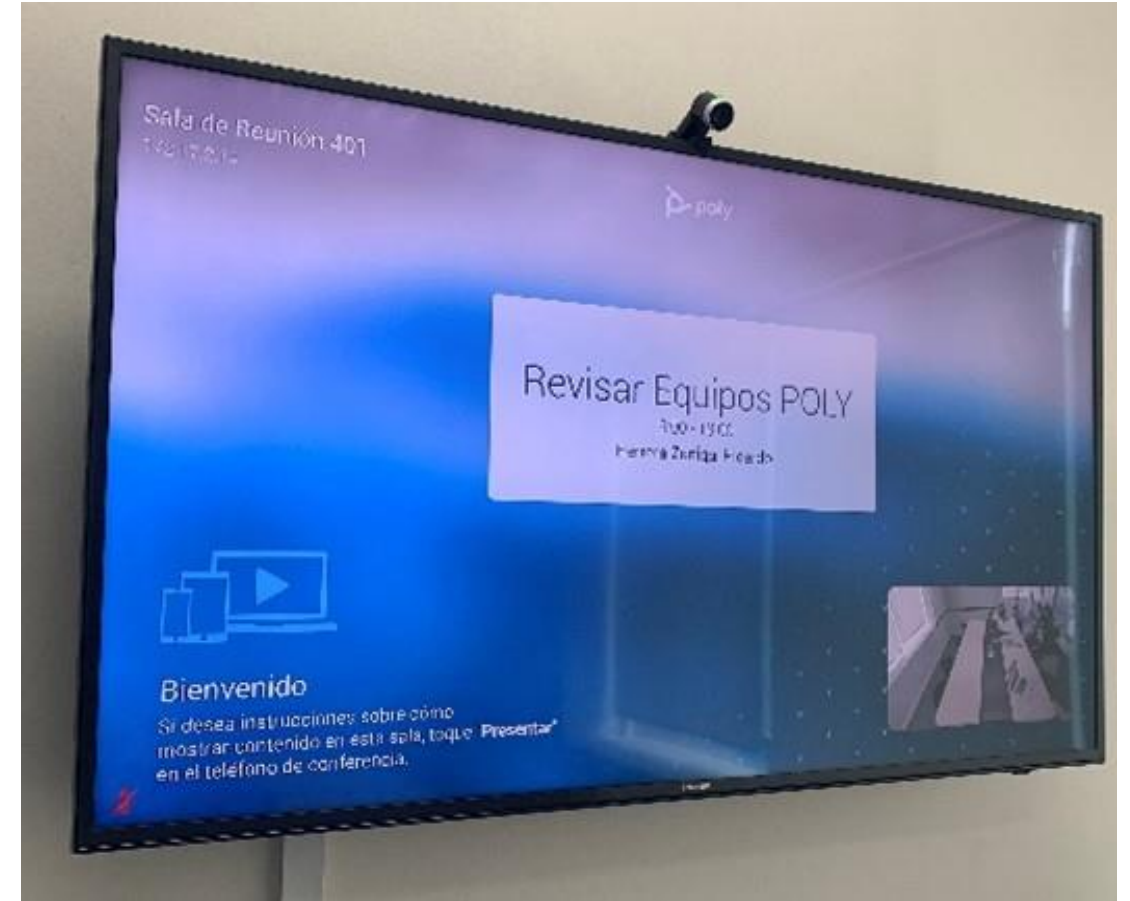 Sala de Reunión 401
poly
Revisar Equipos POLY
Bienvenido
Si desea instrucciones sobre cómo
mostrar contenido en esta sala, toque "Presentar"
en el teléfono de conferencia.